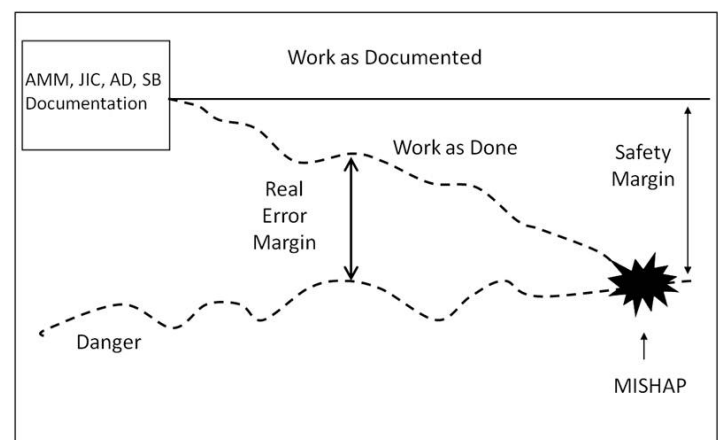 Work as Documented
AMM, JIC, AD, SB
Documentation
Work as Done
Safety
Margin
Real
Error
Margin
Danger
MISHAP